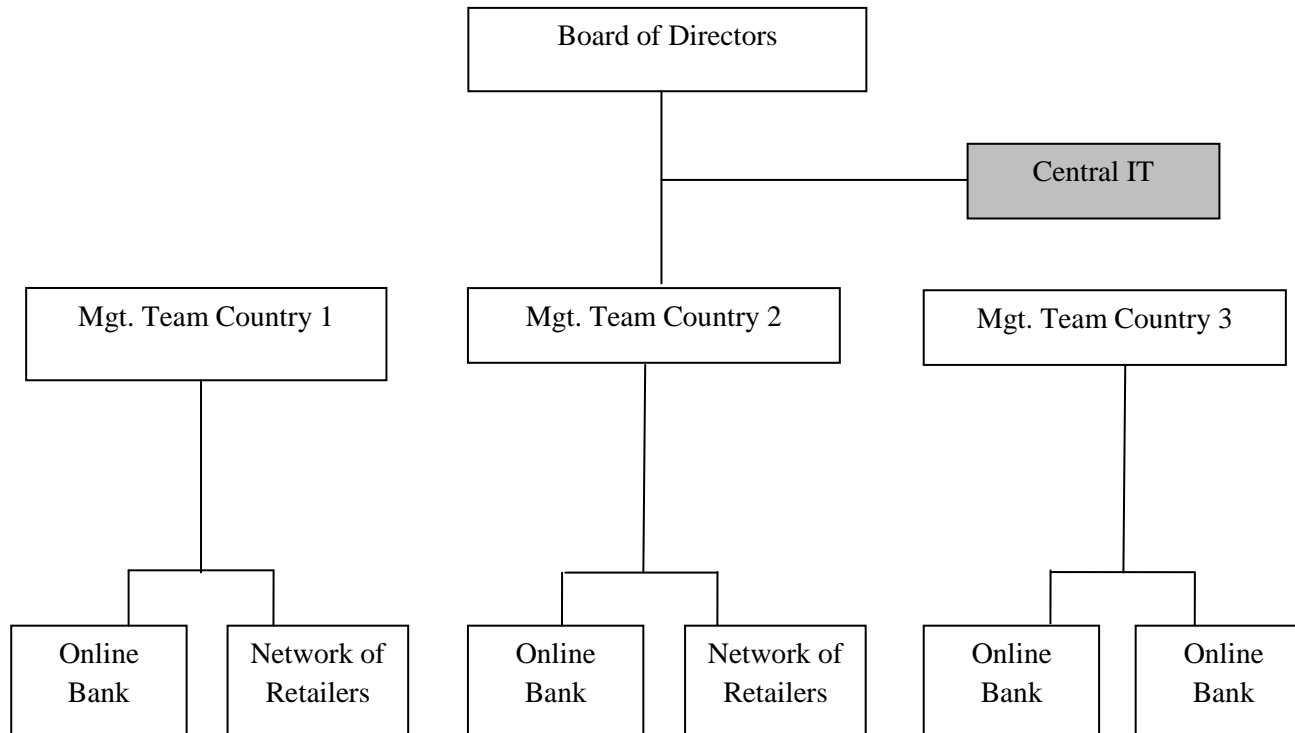 Board of Directors
Central IT
Mgt. Team Country 1
Mgt. Team Country 2
Mgt. Team Country 3
Online
Bank
Network of
Retailers
Online
Bank
Network of
Retailers
Online
Bank
Online
Bank